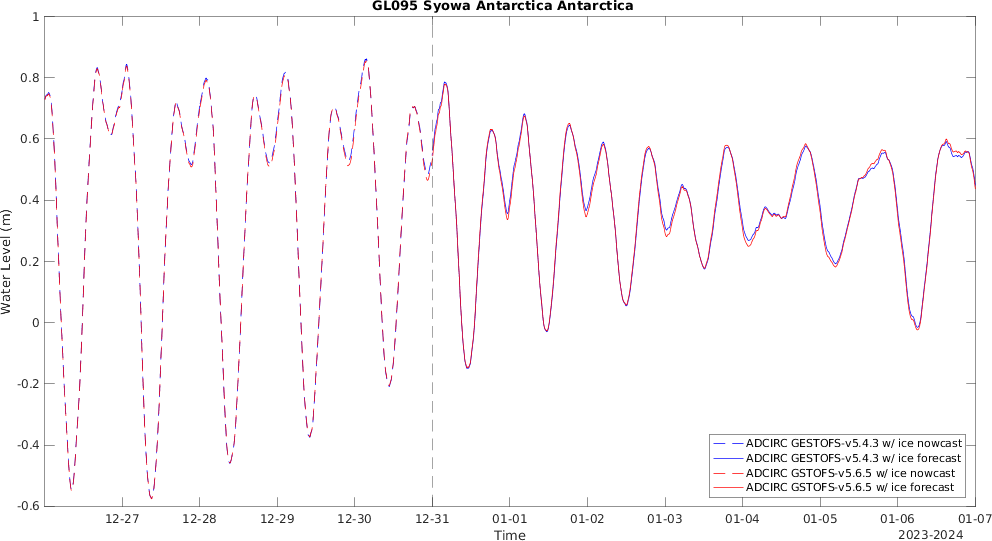 GL095 Syowa Antarctica Antarctica
Water Level (m)
1
0.8
0.6
0.4
0.2
0
-0.2
-0.4
-0.6
ADCIRC GESTOFS-v5.4.3 w/ ice nowcast
ADCIRC GESTOFS-v5.4.3 w/ ice forecast
ADCIRC GSTOFS-v5.6.5 w/ ice nowcast
ADCIRC GSTOFS-v5.6.5 w/ ice forecast
12-27 12-28 12-29 12-30 12-31 01-01 01-02 01-03 01-04 01-05 01-06 01-07
Time
2023-2024